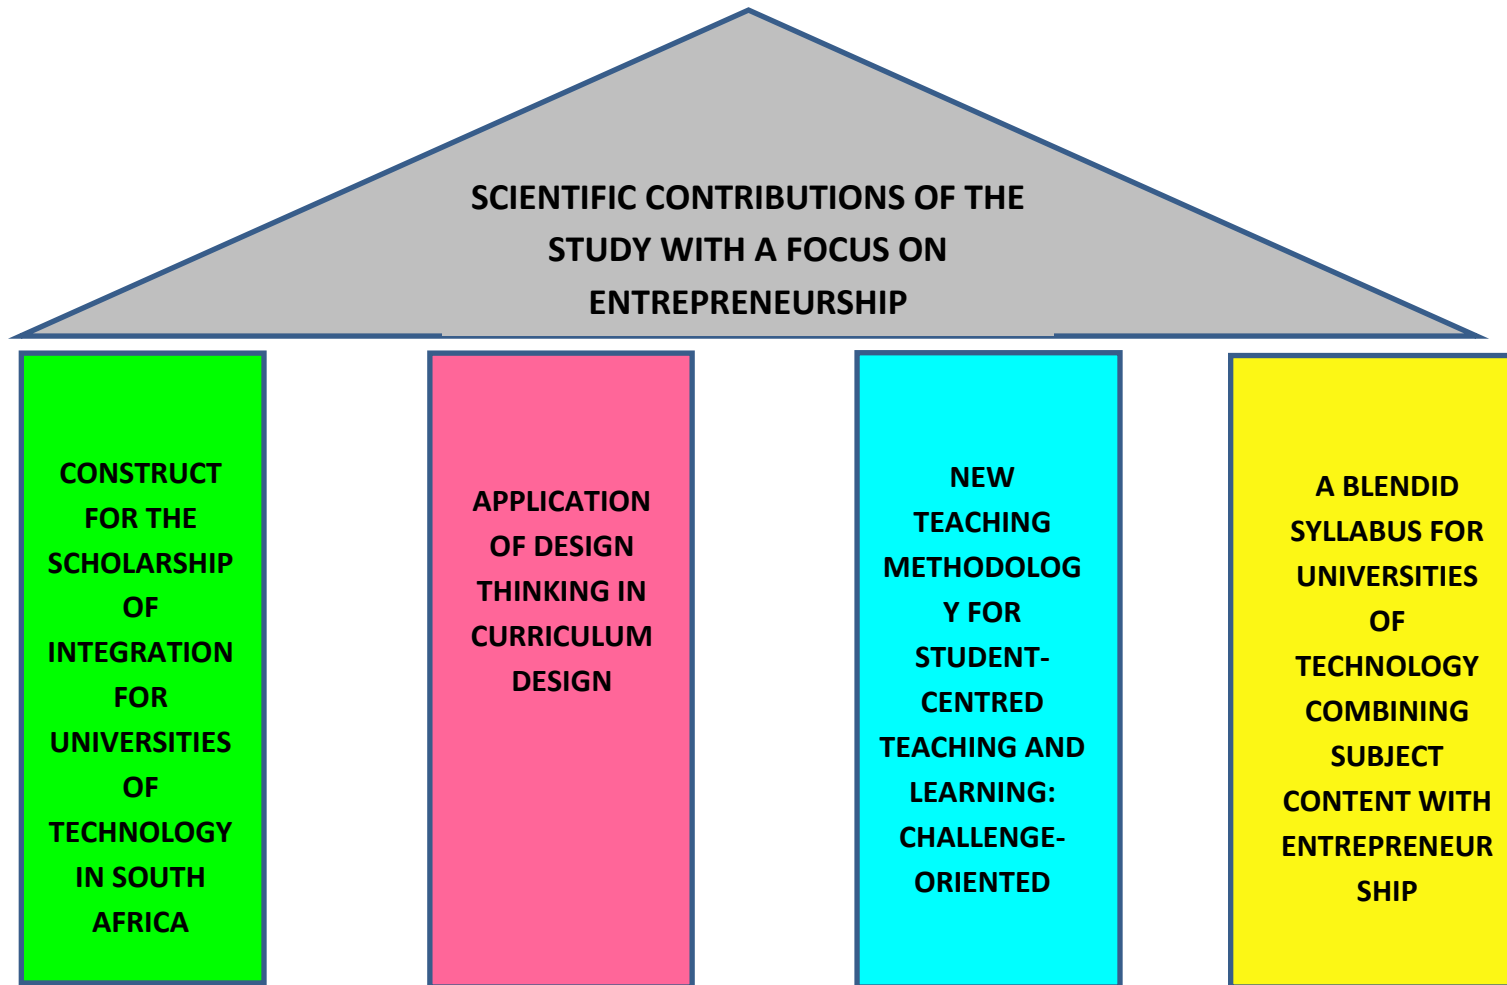 SCIENTIFIC CONTRIBUTIONS OF THE
STUDY WITH A FOCUS ON
ENTREPRENEURSHIP
CONSTRUCT
FOR THE
SCHOLARSHIP
OF
INTEGRATION
FOR
UNIVERSITIES
OF
TECHNOLOGY
IN SOUTH
AFRICA
APPLICATION
OF DESIGN
THINKING IN
CURRICULUM
DESIGN
NEW
TEACHING
METHODOLOG
Y FOR
STUDENT-
CENTRED
TEACHING AND
LEARNING:
CHALLENGE-
ORIENTED
A BLENDID
SYLLABUS FOR
UNIVERSITIES
OF
TECHNOLOGY
COMBINING
SUBJECT
CONTENT WITH
ENTREPRENEUR
SHIP